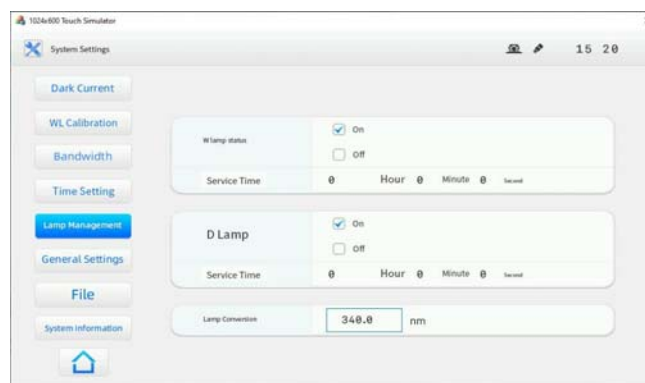 1024x600 Touch Simulator
System Settings
15 20
Dark Current
WL Calibration
Bandwidth
Time Setting
Lamp Management
General Settings
File
System Information
W lamp status
On
Off
Service Time 0 Hour 0 Minute 0 Second
D Lamp
On
Off
Service Time 0 Hour 0 Minute 0 Second
Lamp Conversion 340.0 nm